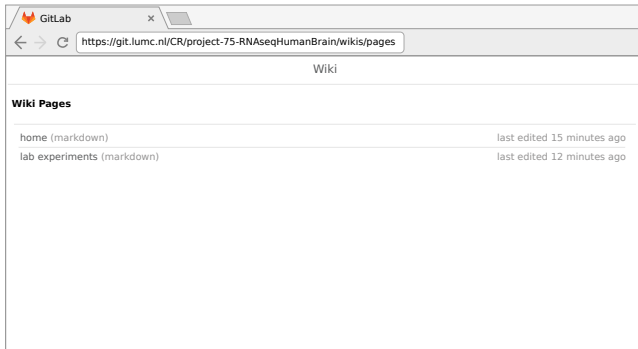 GitLab ×
https://git.lumc.nl/CR/project-75-RNAseqHumanBrain/wikis/pages
Wiki
Wiki Pages
home (markdown) last edited 15 minutes ago
lab experiments (markdown) last edited 12 minutes ago